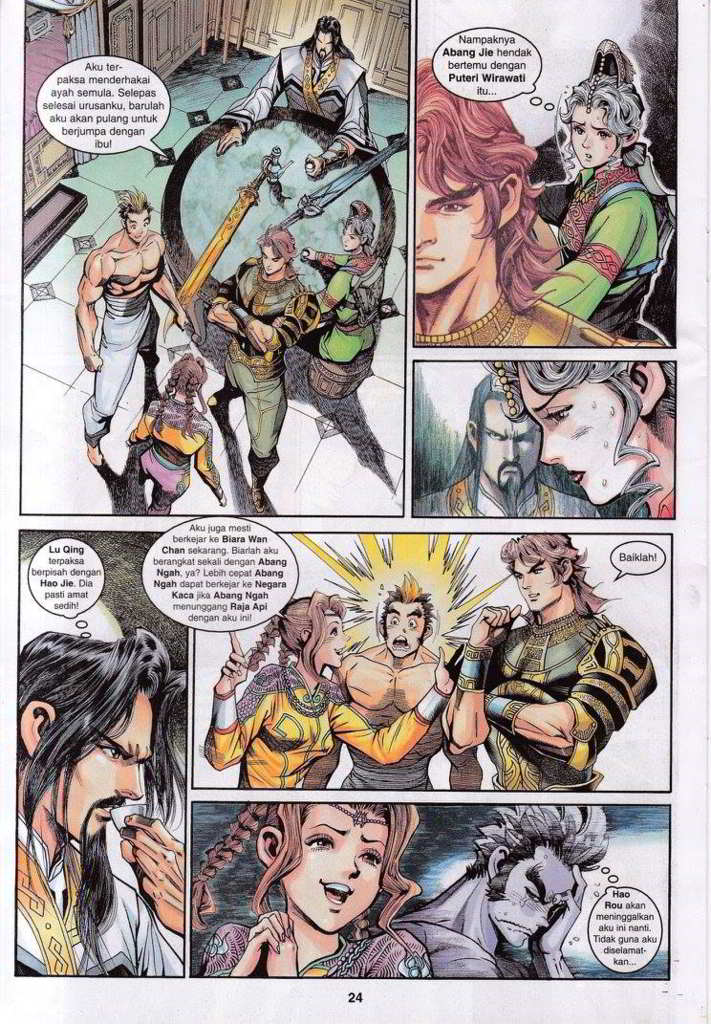 Aku ter-
paksa menderhakai
ayah semula. Selepas
selesai urusanku, barulah
aku pulang untuk
berjumpa dengan
ibu!
Nampaknya
Abang Jie hendak
bertemu dengan
Puteri Wirawati
itu...
Lu Qing
terpaksa
berpisah dengan
Hao Jie. Dia
pasti amat
sedih!
Aku juga mesti
berkejar ke Biara Wan
Chan sekarang. Biarlah aku
berangkat sekali dengan Abang
Ngah, ya? Lebih cepat Abang
Ngah dapat berkejar ke Negara
Kaca jika Abang Ngah
menunggang Raja Api
dengan aku ini!
Baiklah!
Hao
Rou akan
meninggalkan
aku ini nanti.
Tidak guna aku
diselamat-
kan...
24